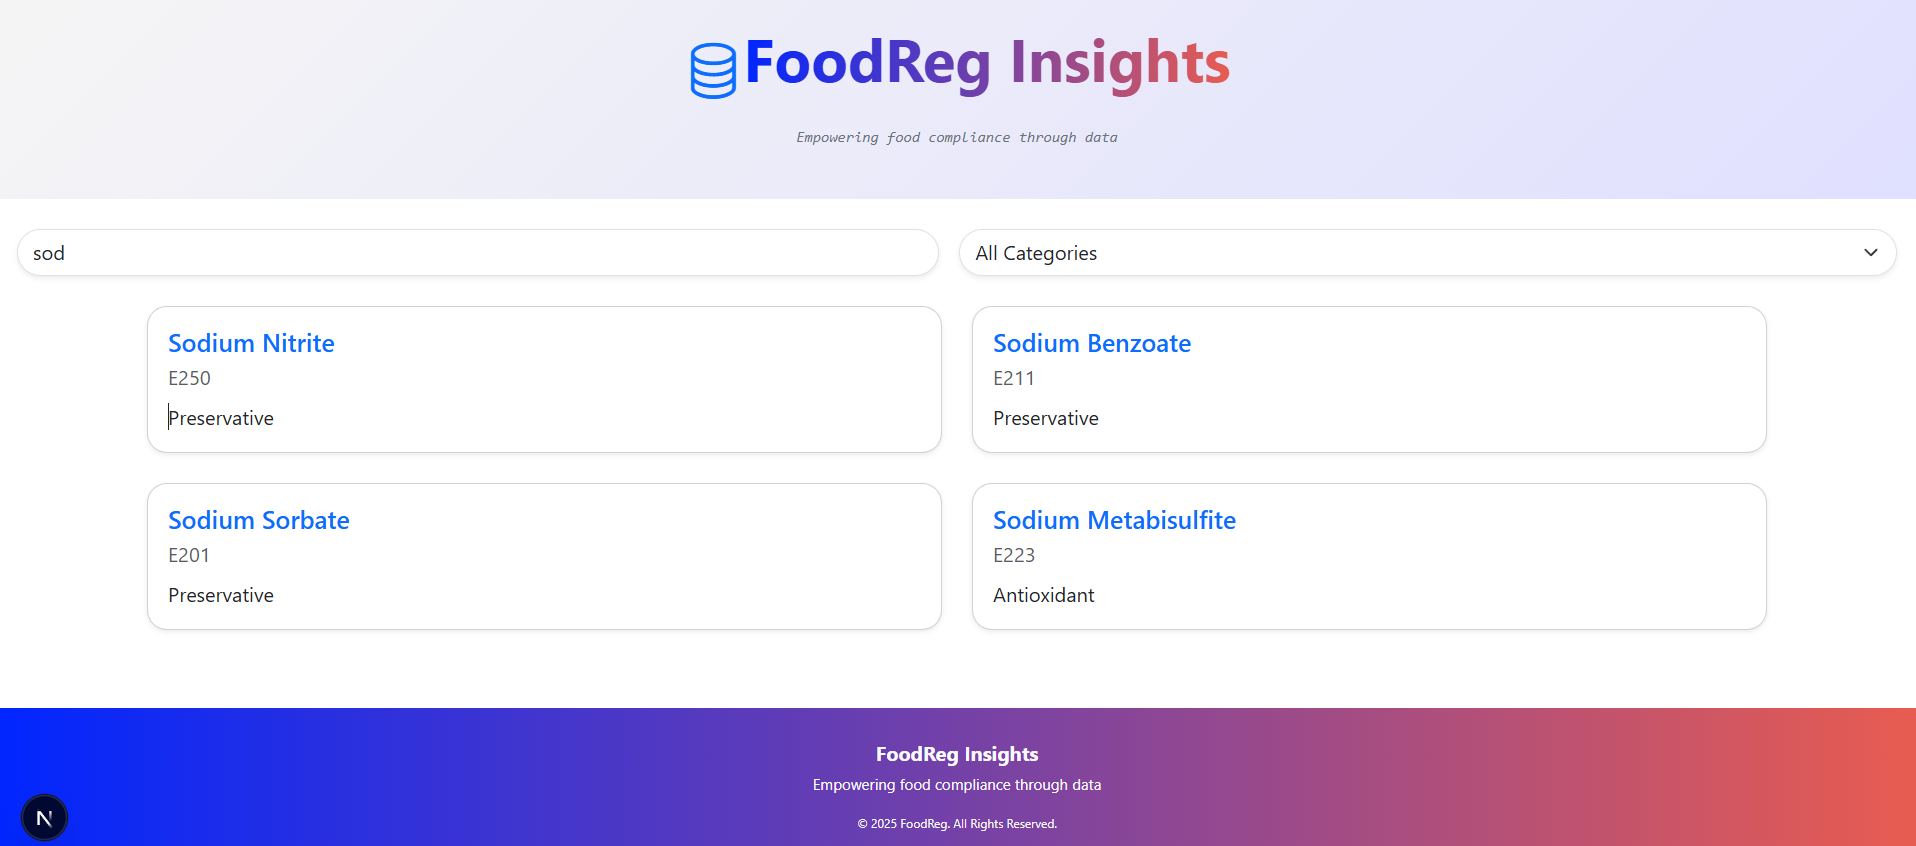 FoodReg Insights
Empowering food compliance through data
sod
All Categories
Sodium Nitrite
E250
Preservative
Sodium Benzoate
E211
Preservative
Sodium Sorbate
E201
Preservative
Sodium Metabisulfite
E223
Antioxidant
FoodReg Insights
Empowering food compliance through data
© 2025 FoodReg. All Rights Reserved.
N